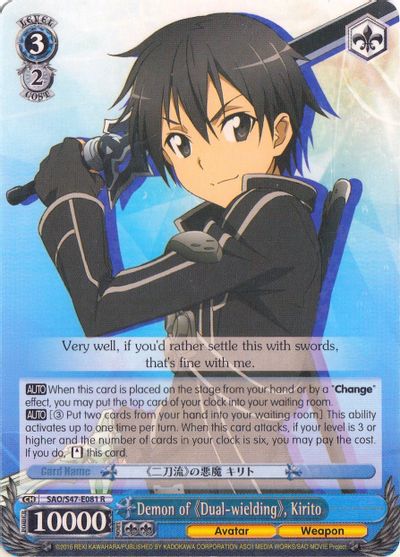 LEVEL
3
2
COST
Very well, if you'd rather settle this with swords,
that's fine with me.
AUTO When this card is placed on the stage from your hand or by a "Change"
effect, you may put the top card of your clock into your waiting room.
AUTO [③ Put two cards from your hand into your waiting room] This ability
activates up to one time per turn. When this card attacks, if your level is 3
or higher and the number of cards in your clock is six, you may pay the cost.
If you do,
Card Name
《二刀流》の悪魔 キリト
CH SAO/S47-E081 R
POWER 10000
Demon of 《Dual-wielding》, Kirito
Avatar
Weapon
©2016 REKI KAWAHARA/PUBLISHED BY KADOKAWA CORPORATION ASCII MEDIA WORKS/SAO MOVIE Project